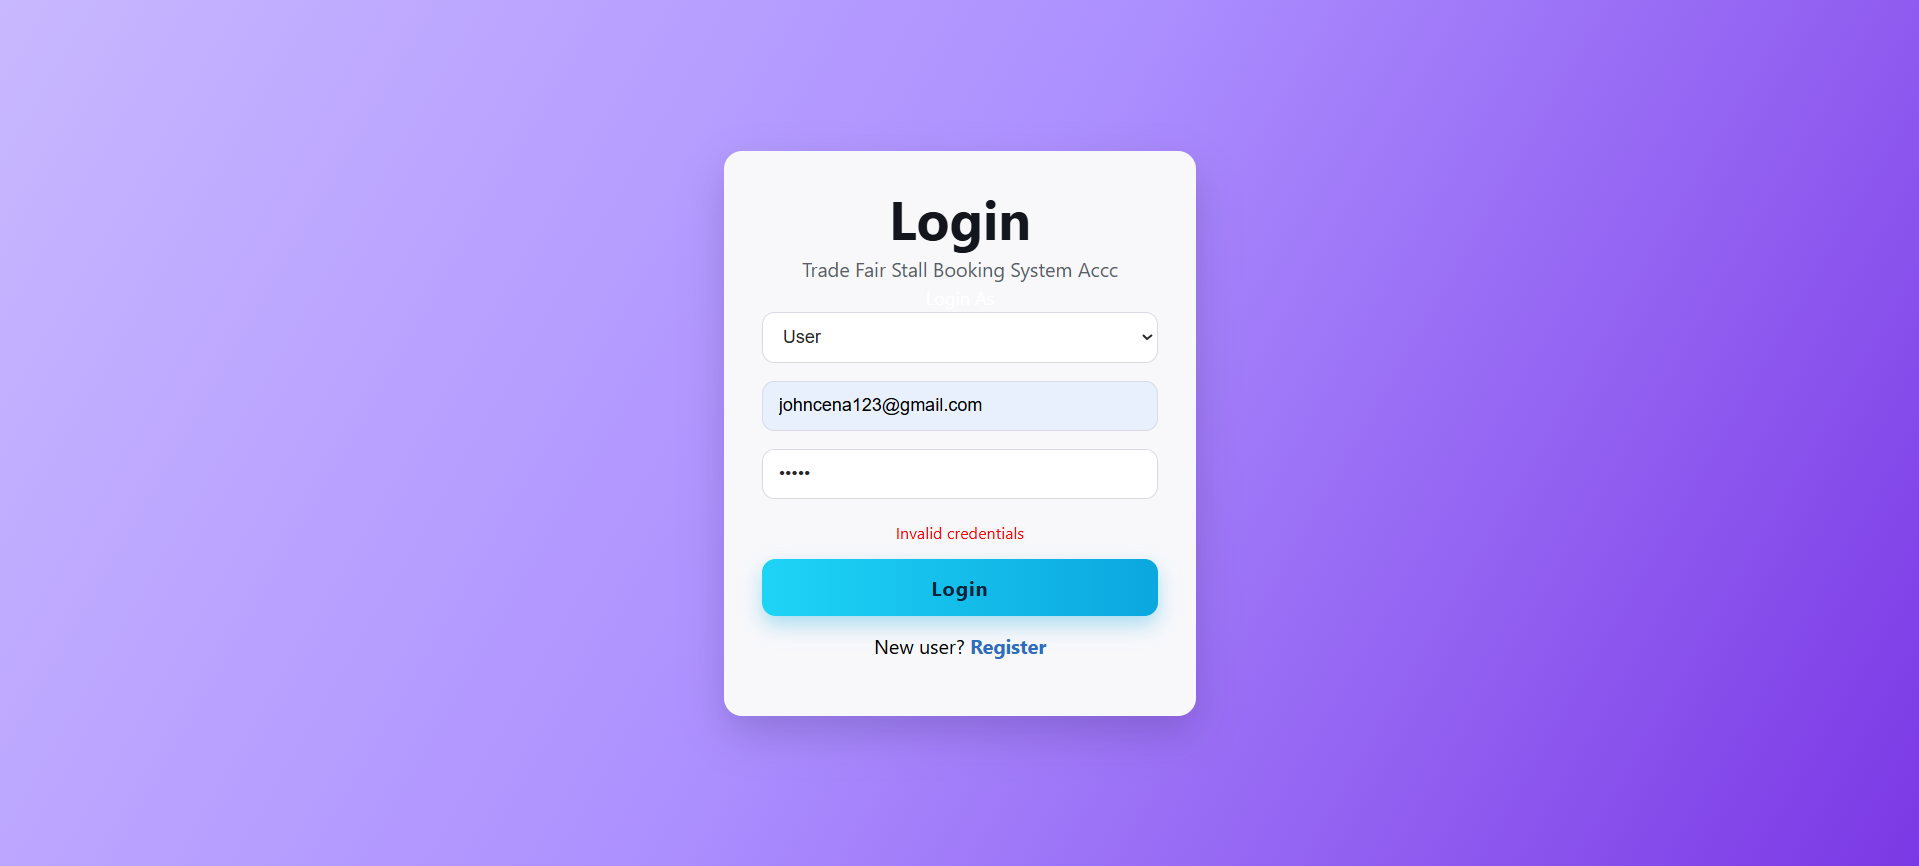 Login
Trade Fair Stall Booking System Accc
Login As
User
johncena123@gmail.com
•••••
Invalid credentials
Login
New user? Register